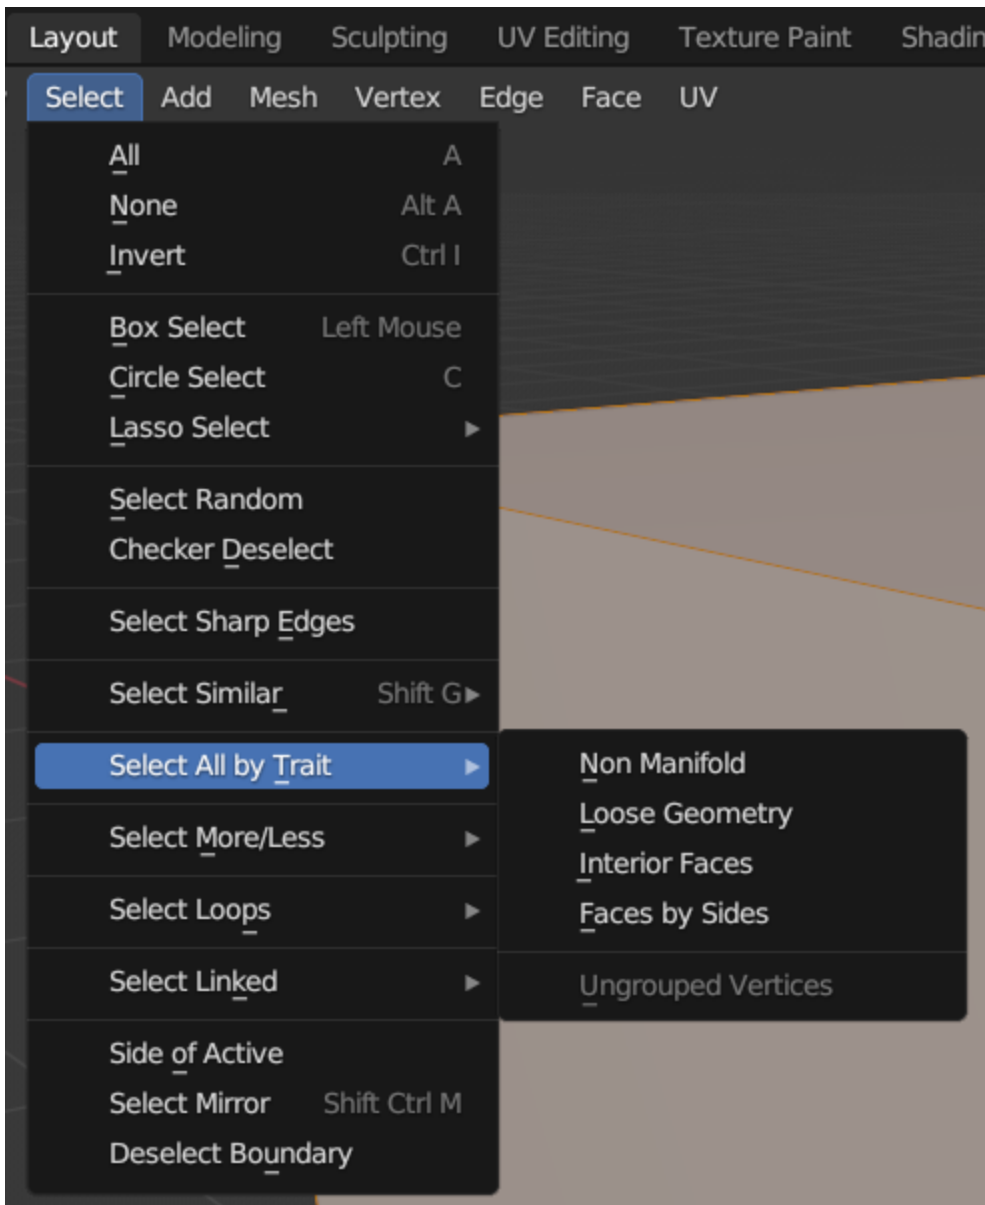 Layout Modeling Sculpting UV Editing Texture Paint
Select Add Mesh Vertex Edge Face UV
All A
None Alt A
Invert Ctrl I
Box Select Left Mouse
Circle Select C
Lasso Select
Select Random
Checker Deselect
Select Sharp Edges
Select Similar Shift G
Select All by Trait
Non Manifold
Loose Geometry
Interior Faces
Faces by Sides
Ungrouped Vertices
Select More/Less
Select Loops
Select Linked
Side of Active
Select Mirror Shift Ctrl M
Deselect Boundary